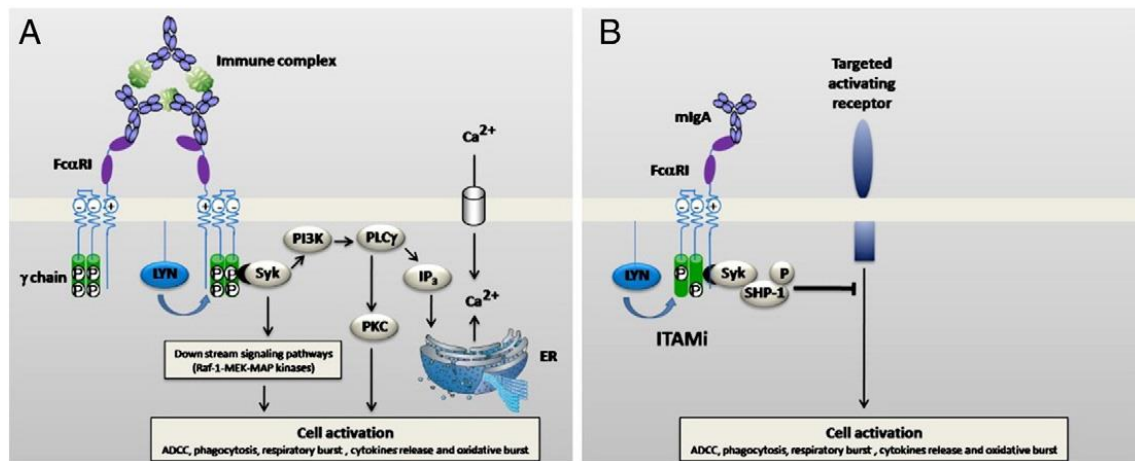 A
Immune complex
FcαRI
Ca2+
- - +
+ - -
γ chain
P P
P P
LYN
P P
P P
Syk
PI3K
PLCγ
IP3
Ca2+
PKC
ER
Down stream signaling pathways
(Raf-1-MEK-MAP kinases)
Cell activation
ADCC, phagocytosis, respiratory burst , cytokines release and oxidative burst
B
Targeted
activating
receptor
mIgA
FcαRI
- - +
LYN
P
P
Syk
P
SHP-1
ITAMi
Cell activation
ADCC, phagocytosis, respiratory burst , cytokines release and oxidative burst